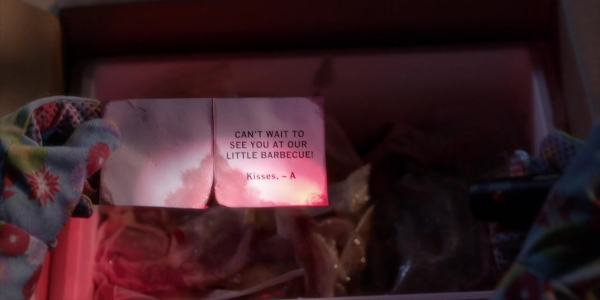 CAN'T WAIT TO
SEE YOU AT OUR
LITTLE BARBECUE!
Kisses, – A